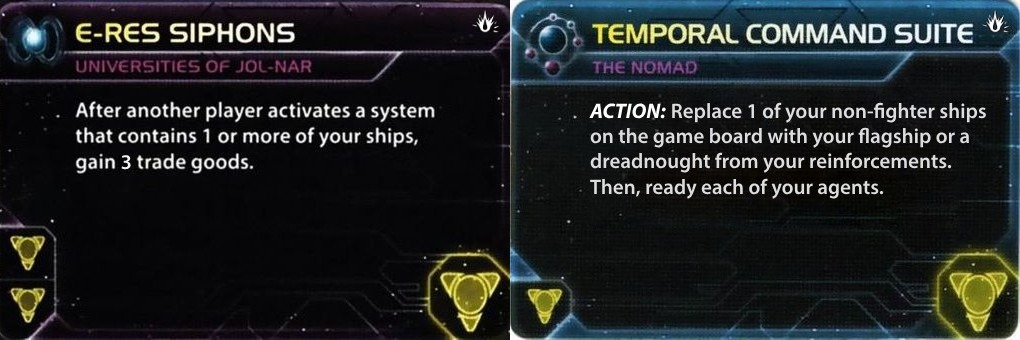 E-RES SIPHONS
UNIVERSITIES OF JOL-NAR
After another player activates a system
that contains 1 or more of your ships,
gain 3 trade goods.
TEMPORAL COMMAND SUITE
THE NOMAD
ACTION: Replace 1 of your non-fighter ships
on the game board with your flagship or a
dreadnought from your reinforcements.
Then, ready each of your agents.